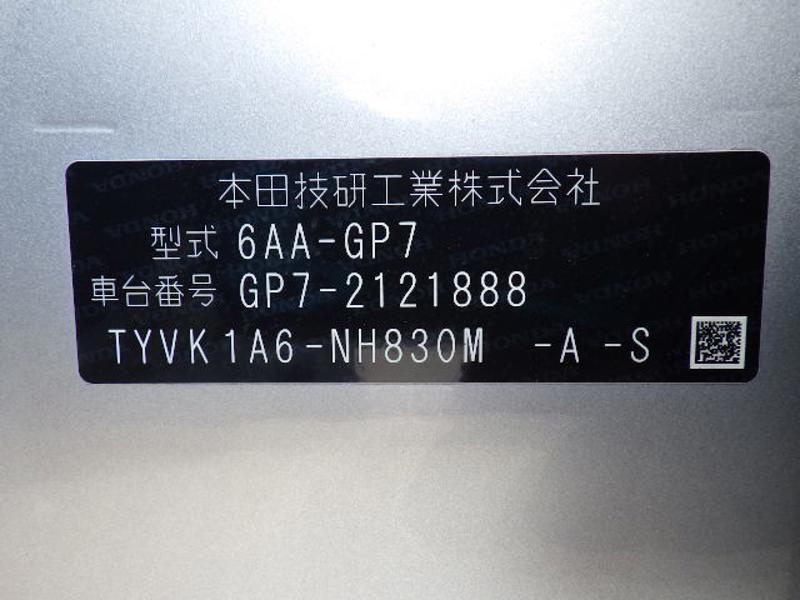 本田技研工業株式会社
型式 6AA-GP7
車台番号 GP7-2121888
TYVK1A6-NH830M -A -S